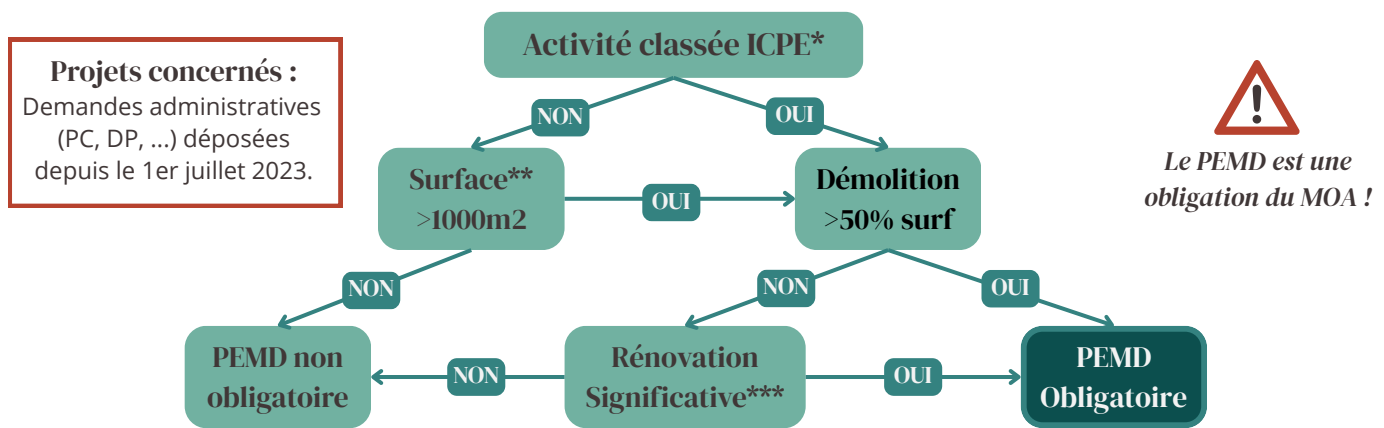 Activité classée ICPE*
Projets concernés :
Demandes administratives
(PC, DP, ...) déposées
depuis le 1er juillet 2023.
NON
OUI
Le PEMD est une
obligation du MOA !
Surface**
>1000m2
OUI
Démolition
>50% surf
NON
NON
OUI
PEMD non
obligatoire
NON
Rénovation
Significative***
OUI
PEMD
Obligatoire